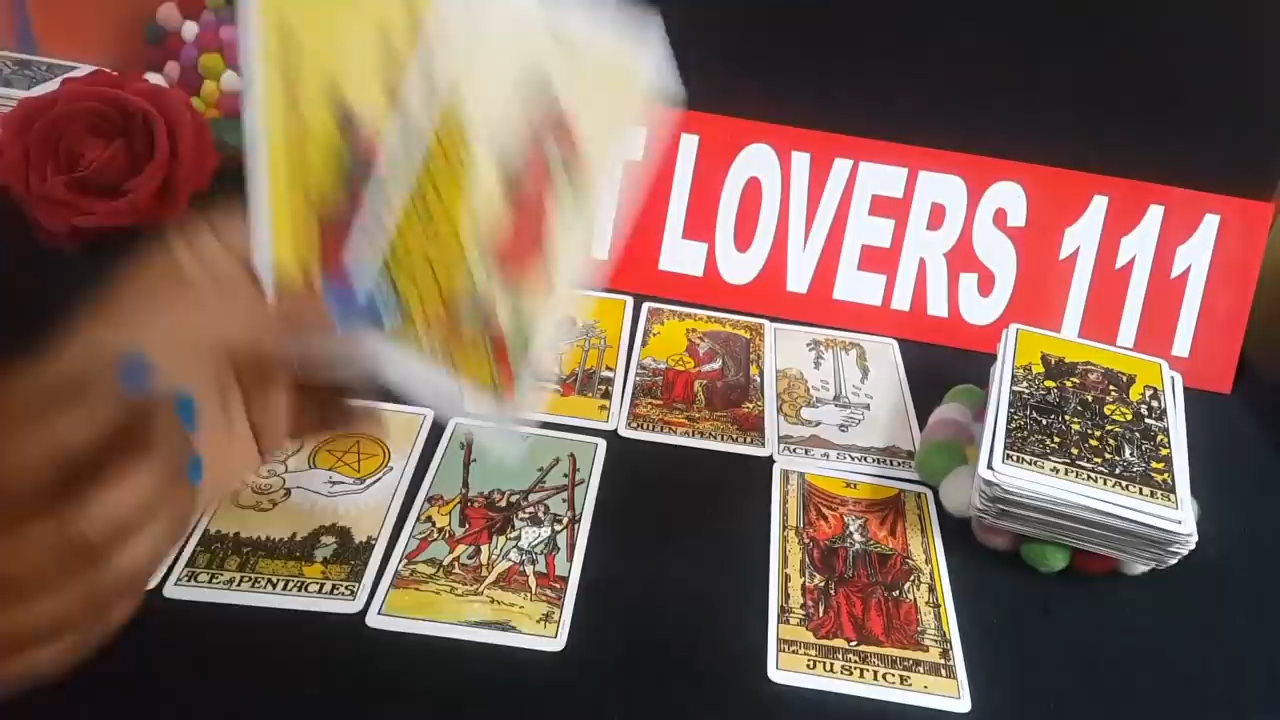 LOVERS 111
QUEEN of PENTACLES
ACE of SWORDS
KING of PENTACLES
ACE of PENTACLES
XI
JUSTICE.